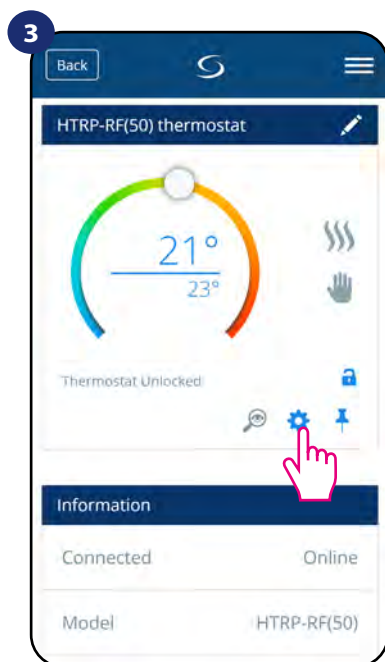 3
Back
HTRP-RF(50) thermostat
21°
23°
Thermostat Unlocked
Information
Connected Online
Model HTRP-RF(50)